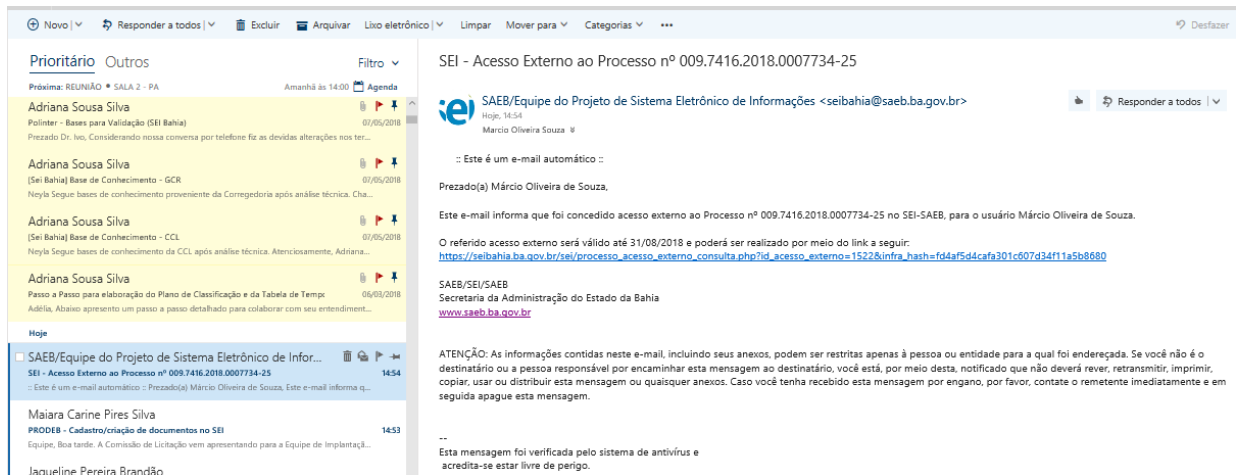 Novo Responder a todos Excluir Arquivar Lixo eletrônico Limpar Mover para Categorias ••• Desfazer
Prioritário Outros Filtro
Próxima: REUNIÃO • SALA 2 - PA Amanhã às 14:00 Agenda
Adriana Sousa Silva
Polinter - Bases para Validação (SEI Bahia) 07/05/2018
Prezado Dr. Ivo, Considerando nossa conversa por telefone fiz as devidas alterações nos ter...
Adriana Sousa Silva
[Sei Bahia] Base de Conhecimento - GCR 07/05/2018
Neyla Segue bases de conhecimento proveniente da Corregedoria após análise técnica. Cha...
Adriana Sousa Silva
[Sei Bahia] Base de Conhecimento - CCL 07/05/2018
Neyla Segue bases de conhecimento da CCL após análise técnica. Atenciosamente, Adriana...
Adriana Sousa Silva
Passo a Passo para elaboração do Plano de Classificação e da Tabela de Tempc 06/03/2018
Adélia, Abaixo apresento um passo a passo detalhado para colaborar com seu entendiment...
Hoje
SAEB/Equipe do Projeto de Sistema Eletrônico de Infor...
SEI - Acesso Externo ao Processo nº 009.7416.2018.0007734-25 14:54
:: Este é um e-mail automático :: Prezado(a) Márcio Oliveira de Souza, Este e-mail informa q...
Maiara Carine Pires Silva
PRODEB - Cadastro/criação de documentos no SEI 14:53
Equipe, Boa tarde. A Comissão de Licitação vem apresentando para a Equipe de Implantaçã...
Jaqueline Pereira Brandão
SEI - Acesso Externo ao Processo nº 009.7416.2018.0007734-25
sei
SAEB/Equipe do Projeto de Sistema Eletrônico de Informações <seibahia@saeb.ba.gov.br>
Responder a todos
Hoje, 14:54
Marcio Oliveira Souza
:: Este é um e-mail automático ::
Prezado(a) Márcio Oliveira de Souza,
Este e-mail informa que foi concedido acesso externo ao Processo nº 009.7416.2018.0007734-25 no SEI-SAEB, para o usuário Márcio Oliveira de Souza.
O referido acesso externo será válido até 31/08/2018 e poderá ser realizado por meio do link a seguir:
https://seibahia.ba.gov.br/sei/processo_acesso_externo_consulta.php?id_acesso_externo=1522&infra_hash=fd4af5d4cafa301c607d34f11a5b8680
SAEB/SEI/SAEB
Secretaria da Administração do Estado da Bahia
www.saeb.ba.gov.br
ATENÇÃO: As informações contidas neste e-mail, incluindo seus anexos, podem ser restritas apenas à pessoa ou entidade para a qual foi endereçada. Se você não é o
destinatário ou a pessoa responsável por encaminhar esta mensagem ao destinatário, você está, por meio desta, notificado que não deverá rever, retransmitir, imprimir,
copiar, usar ou distribuir esta mensagem ou quaisquer anexos. Caso você tenha recebido esta mensagem por engano, por favor, contate o remetente imediatamente e em
seguida apague esta mensagem.
--
Esta mensagem foi verificada pelo sistema de antivírus e
acredita-se estar livre de perigo.